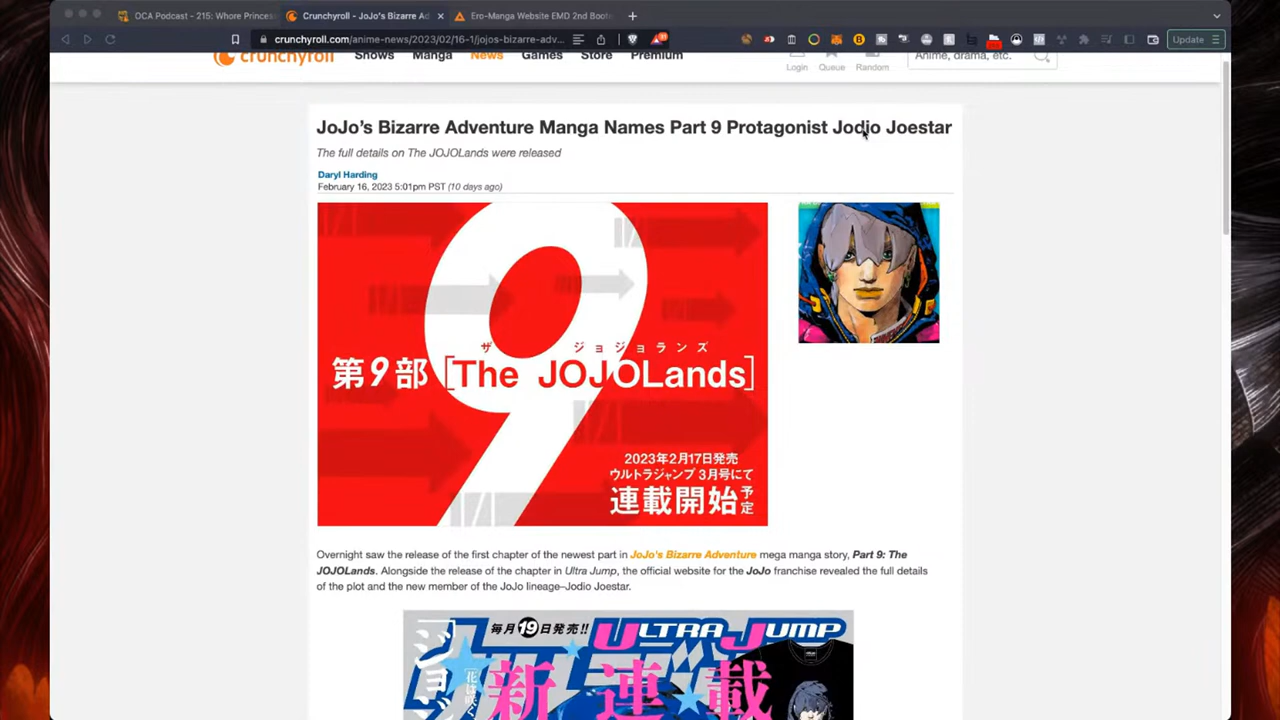 OCA Podcast - 215: Whore Princes
Crunchyroll - JoJo's Bizarre Ad
Ero-Manga Website EMD 2nd Boot
crunchyroll.com/anime-news/2023/02/16-1/jojos-bizarre-adv...
Update
crunchyroll
Shows
Manga
News
Games
Store
Premium
Login
Queue
Random
Anime, drama, etc.
JoJo's Bizarre Adventure Manga Names Part 9 Protagonist Jodio Joestar
The full details on The JOJOLands were released
Daryl Harding
February 16, 2023 5:01pm PST (10 days ago)
ザ ジョジョランズ
第9部 [The JOJOLands]
2023年2月17日発売
ウルトラジャンプ 3月号にて
連載開始予定
Overnight saw the release of the first chapter of the newest part in JoJo's Bizarre Adventure mega manga story, Part 9: The
JOJOLands. Alongside the release of the chapter in Ultra Jump, the official website for the JoJo franchise revealed the full details
of the plot and the new member of the JoJo lineage–Jodio Joestar.
毎月19日発売!!
ULTRA JUMP
新連載